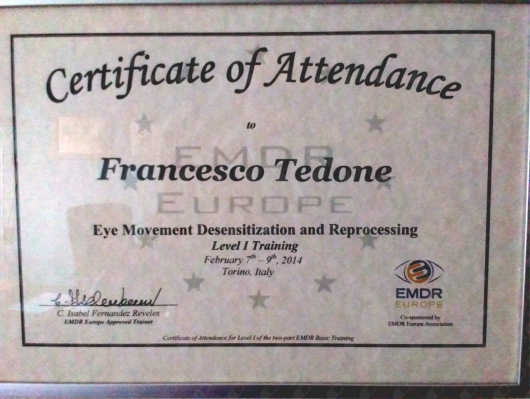 Certificate of Attendance
to
EMDR
Francesco Tedone
EUROPE
Eye Movement Desensitization and Reprocessing
Level I Training
February 7th – 9th, 2014
Torino, Italy
C. Isabel Fernandez Reveles
EMDR Europe Approved Trainer
EMDR
EUROPE
Co-sponsored by
EMDR Europe Association
Certificate of Attendance for Level I of the two-part EMDR Basic Training